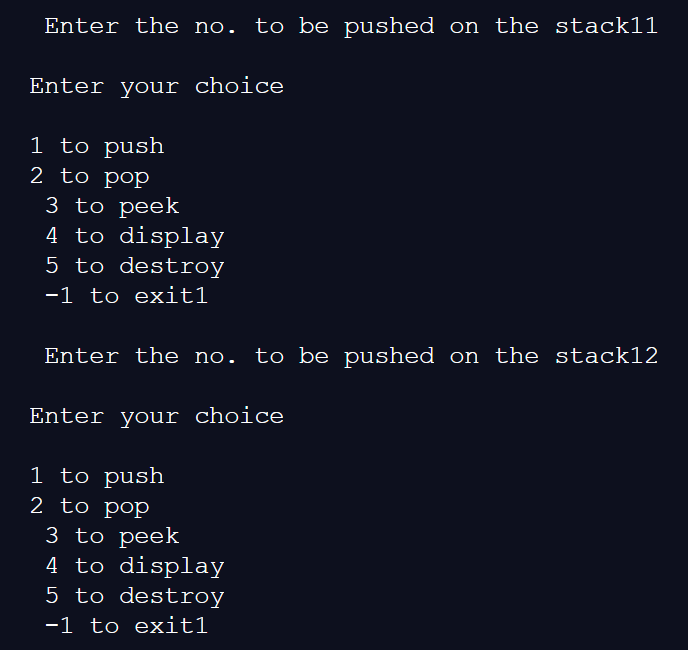 Enter the no. to be pushed on the stack11
Enter your choice
1 to push
2 to pop
3 to peek
4 to display
5 to destroy
-1 to exit1
Enter the no. to be pushed on the stack12
Enter your choice
1 to push
2 to pop
3 to peek
4 to display
5 to destroy
-1 to exit1